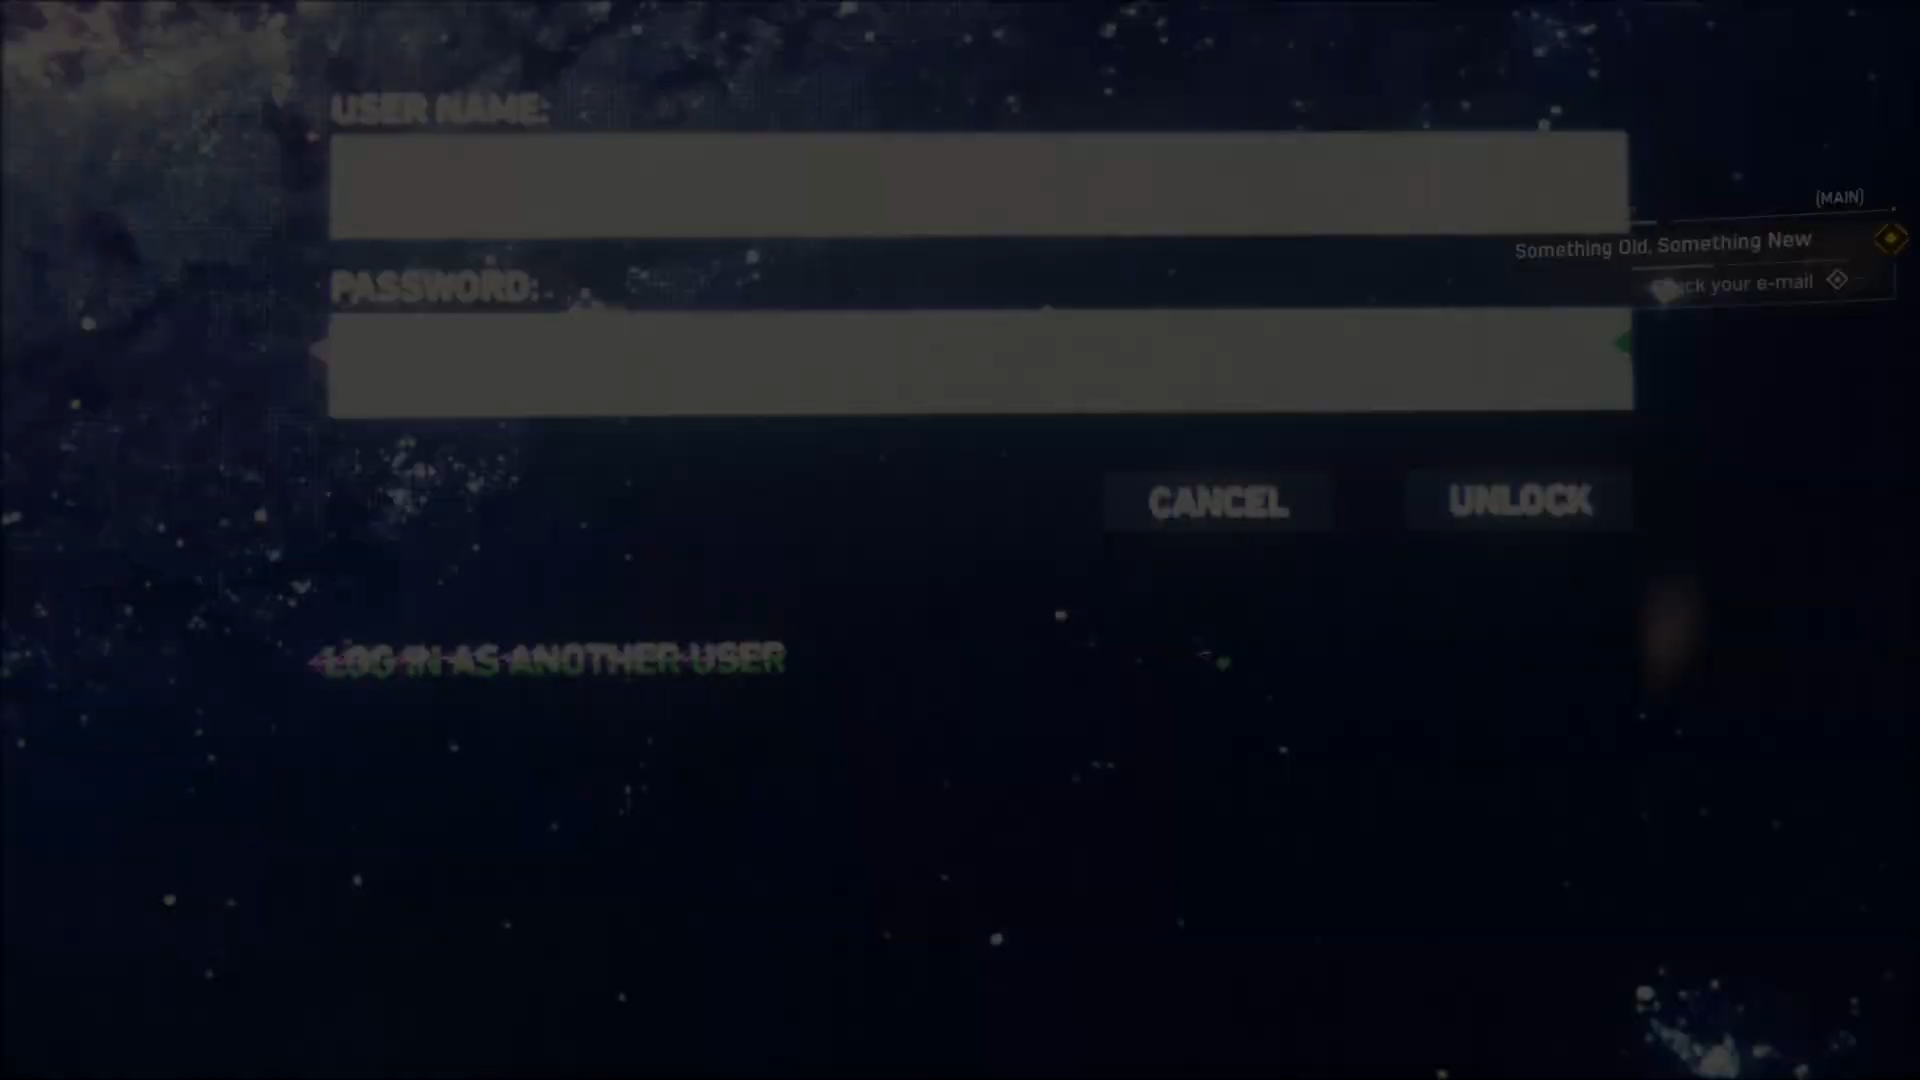 USER NAME:
PASSWORD:
CANCEL
UNLOCK
LOG IN AS ANOTHER USER
(MAIN)
Something Old, Something New
your e-mail